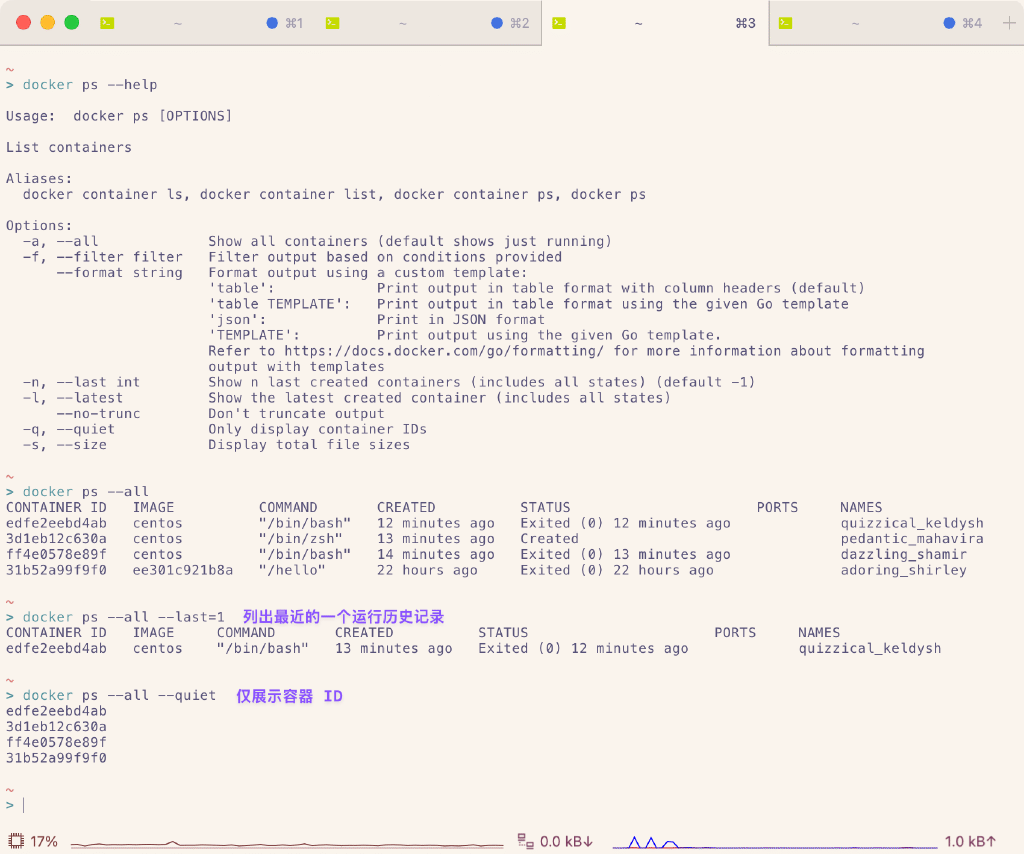 ~ ⌘1 ~ ⌘2 ~ ⌘3 ~ ⌘4 +
~
> docker ps --help
Usage:  docker ps [OPTIONS]
List containers
Aliases:
  docker container ls, docker container list, docker container ps, docker ps
Options:
  -a, --all             Show all containers (default shows just running)
  -f, --filter filter   Filter output based on conditions provided
      --format string   Format output using a custom template:
                        'table':            Print output in table format with column headers (default)
                        'table TEMPLATE':   Print output in table format using the given Go template
                        'json':             Print in JSON format
                        'TEMPLATE':         Print output using the given Go template.
                        Refer to https://docs.docker.com/go/formatting/ for more information about formatting
                        output with templates
  -n, --last int        Show n last created containers (includes all states) (default -1)
  -l, --latest          Show the latest created container (includes all states)
      --no-trunc        Don't truncate output
  -q, --quiet           Only display container IDs
  -s, --size            Display total file sizes
~
> docker ps --all
CONTAINER ID   IMAGE          COMMAND       CREATED          STATUS                      PORTS     NAMES
edfe2eebd4ab   centos         "/bin/bash"   12 minutes ago   Exited (0) 12 minutes ago             quizzical_keldysh
3d1eb12c630a   centos         "/bin/zsh"    13 minutes ago   Created                               pedantic_mahavira
ff4e0578e89f   centos         "/bin/bash"   14 minutes ago   Exited (0) 13 minutes ago             dazzling_shamir
31b52a99f9f0   ee301c921b8a   "/hello"      22 hours ago     Exited (0) 22 hours ago               adoring_shirley
~
> docker ps --all --last=1  列出最近的一个运行历史记录
CONTAINER ID   IMAGE     COMMAND       CREATED          STATUS                      PORTS     NAMES
edfe2eebd4ab   centos    "/bin/bash"   13 minutes ago   Exited (0) 12 minutes ago             quizzical_keldysh
~
> docker ps --all --quiet  仅展示容器 ID
edfe2eebd4ab
3d1eb12c630a
ff4e0578e89f
31b52a99f9f0
~
>
17% 0.0 kB↓ 1.0 kB↑